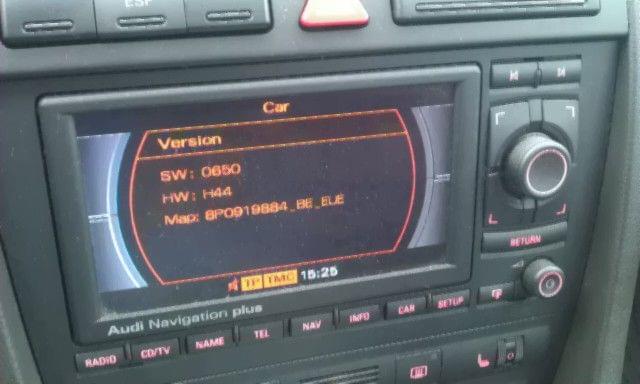 ESP
Car
Version
SW: 0650
HW: H44
Map: 8P0919884_BE_EUE
TP TMC 15:25
RETURN
Audi Navigation plus
RADIO CD/TV NAME TEL NAV INFO CAR SETUP